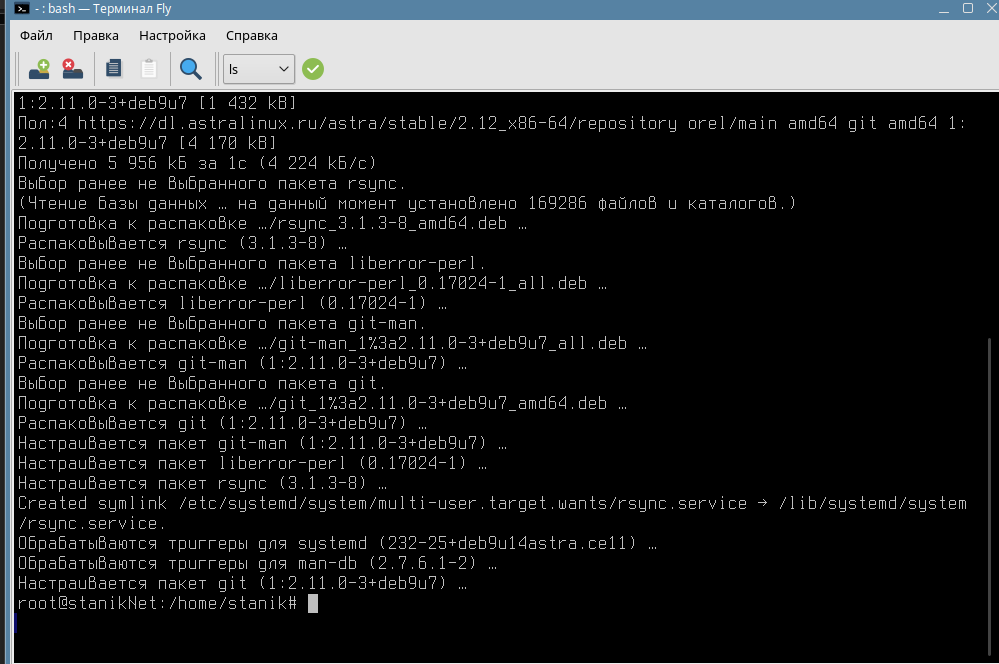 - : bash — Терминал Fly
Файл Правка Настройка Справка
ls
1:2.11.0-3+deb9u7 [1 432 kB]
Пол:4 https://dl.astralinux.ru/astra/stable/2.12_x86-64/repository orel/main amd64 git amd64 1:
2.11.0-3+deb9u7 [4 170 kB]
Получено 5 956 kБ за 1с (4 224 kБ/c)
Выбор ранее не выбранного пакета rsync.
(Чтение базы данных … на данный момент установлено 169286 файлов и каталогов.)
Подготовка к распаковке …/rsync_3.1.3-8_amd64.deb …
Распаковывается rsync (3.1.3-8) …
Выбор ранее не выбранного пакета liberror-perl.
Подготовка к распаковке …/liberror-perl_0.17024-1_all.deb …
Распаковывается liberror-perl (0.17024-1) …
Выбор ранее не выбранного пакета git-man.
Подготовка к распаковке …/git-man_1%3a2.11.0-3+deb9u7_all.deb …
Распаковывается git-man (1:2.11.0-3+deb9u7) …
Выбор ранее не выбранного пакета git.
Подготовка к распаковке …/git_1%3a2.11.0-3+deb9u7_amd64.deb …
Распаковывается git (1:2.11.0-3+deb9u7) …
Настраивается пакет git-man (1:2.11.0-3+deb9u7) …
Настраивается пакет liberror-perl (0.17024-1) …
Настраивается пакет rsync (3.1.3-8) …
Created symlink /etc/systemd/system/multi-user.target.wants/rsync.service → /lib/systemd/system
/rsync.service.
Обрабатываются триггеры для systemd (232-25+deb9u14astra.ce11) …
Обрабатываются триггеры для man-db (2.7.6.1-2) …
Настраивается пакет git (1:2.11.0-3+deb9u7) …
root@stanikNet:/home/stanik#